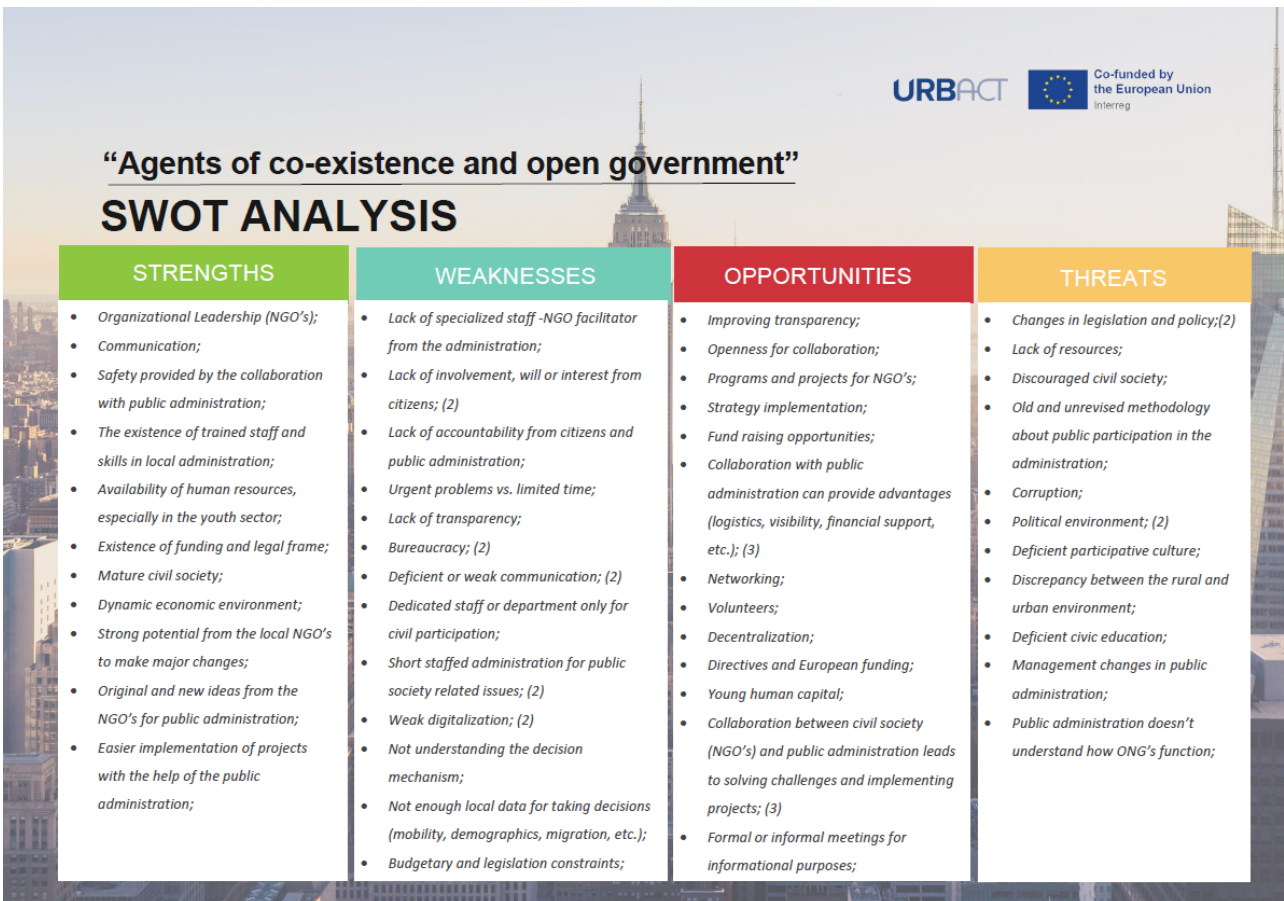 URBACT
Co-funded by
the European Union
Interreg
“Agents of co-existence and open government”
SWOT ANALYSIS
STRENGTHS
• Organizational Leadership (NGO’s);
• Communication;
• Safety provided by the collaboration
with public administration;
• The existence of trained staff and
skills in local administration;
• Availability of human resources,
especially in the youth sector;
• Existence of funding and legal frame;
• Mature civil society;
• Dynamic economic environment;
• Strong potential from the local NGO’s
to make major changes;
• Original and new ideas from the
NGO’s for public administration;
• Easier implementation of projects
with the help of the public
administration;
WEAKNESSES
• Lack of specialized staff -NGO facilitator
from the administration;
• Lack of involvement, will or interest from
citizens; (2)
• Lack of accountability from citizens and
public administration;
• Urgent problems vs. limited time;
• Lack of transparency;
• Bureaucracy; (2)
• Deficient or weak communication; (2)
• Dedicated staff or department only for
civil participation;
• Short staffed administration for public
society related issues; (2)
• Weak digitalization; (2)
• Not understanding the decision
mechanism;
• Not enough local data for taking decisions
(mobility, demographics, migration, etc.);
• Budgetary and legislation constraints;
OPPORTUNITIES
• Improving transparency;
• Openness for collaboration;
• Programs and projects for NGO’s;
• Strategy implementation;
• Fund raising opportunities;
• Collaboration with public
administration can provide advantages
(logistics, visibility, financial support,
etc.); (3)
• Networking;
• Volunteers;
• Decentralization;
• Directives and European funding;
• Young human capital;
• Collaboration between civil society
(NGO’s) and public administration leads
to solving challenges and implementing
projects; (3)
• Formal or informal meetings for
informational purposes;
THREATS
• Changes in legislation and policy;(2)
• Lack of resources;
• Discouraged civil society;
• Old and unrevised methodology
about public participation in the
administration;
• Corruption;
• Political environment; (2)
• Deficient participative culture;
• Discrepancy between the rural and
urban environment;
• Deficient civic education;
• Management changes in public
administration;
• Public administration doesn’t
understand how ONG’s function;